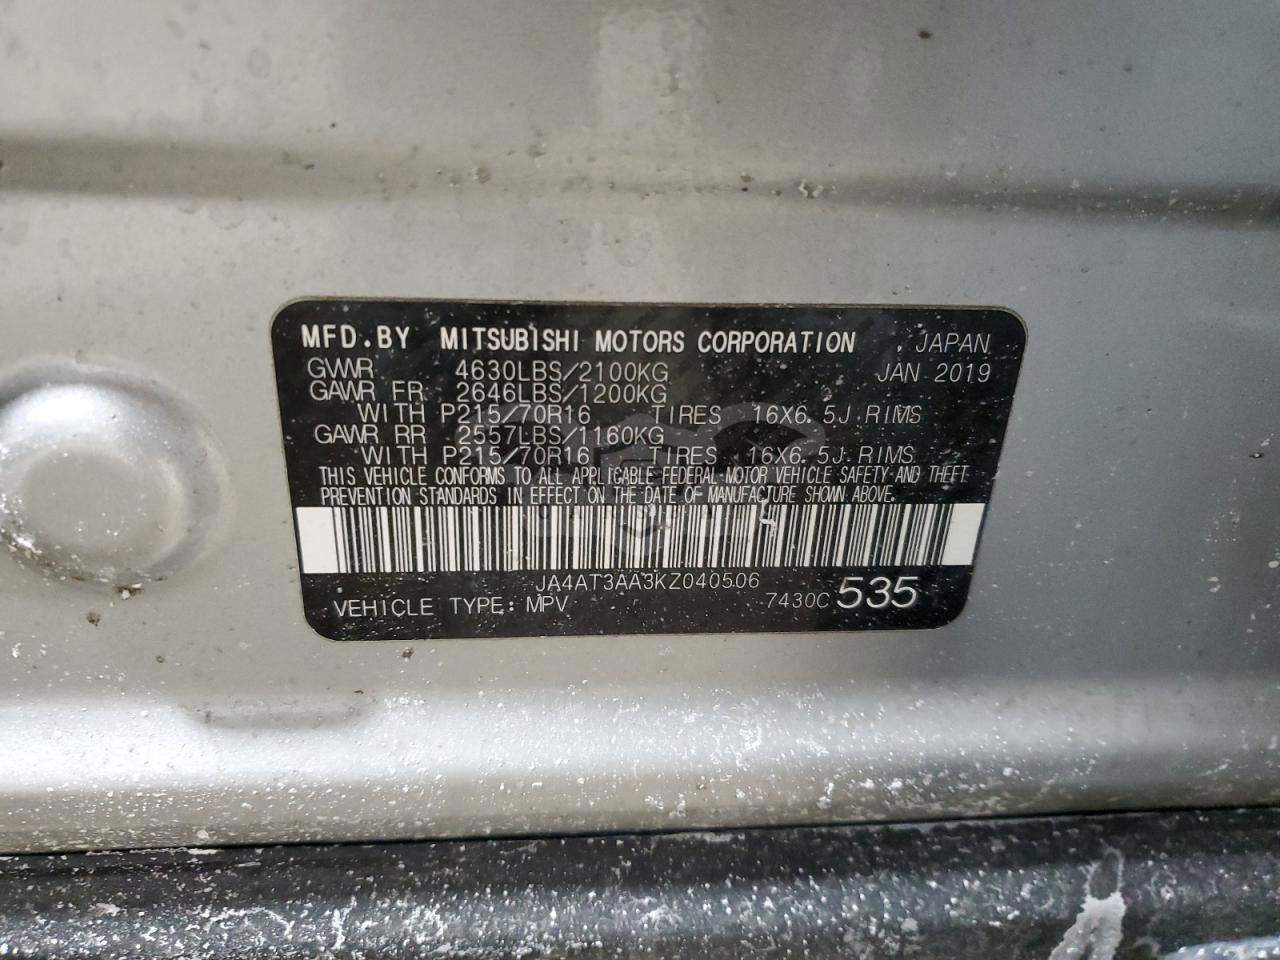 MFD.BY MITSUBISHI MOTORS CORPORATION JAPAN
GVWR 4630LBS/2100KG JAN 2019
GAWR FR 2646LBS/1200KG
WITH P215/70R16 TIRES 16X6.5J RIMS
GAWR RR 2557LBS/1160KG
WITH P215/70R16 TIRES 16X6.5J RIMS
THIS VEHICLE CONFORMS TO ALL APPLICABLE FEDERAL MOTOR VEHICLE SAFETY AND THEFT
PREVENTION STANDARDS IN EFFECT ON THE DATE OF MANUFACTURE SHOWN ABOVE.
JA4AT3AA3KZ040506
VEHICLE TYPE: MPV 7430C 535